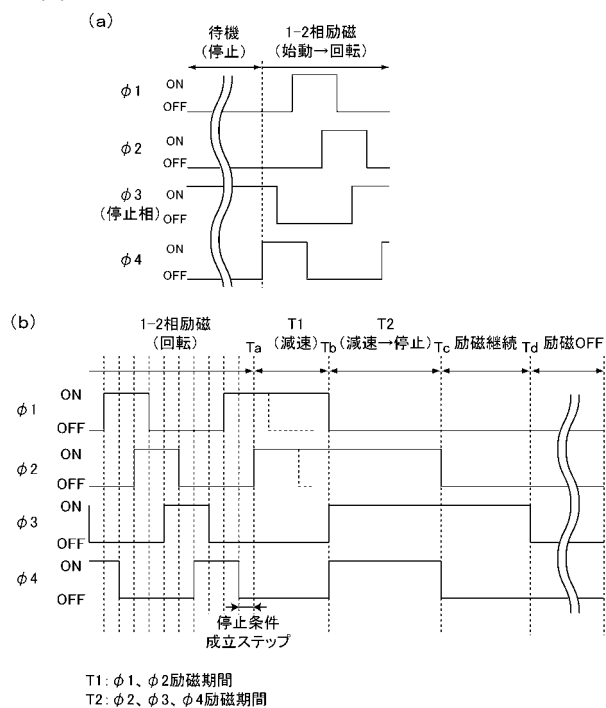 (a)
待機 1-2相励磁
(停止) (始動→回転)
φ1 ON
OFF
φ2 ON
OFF
φ3 ON
(停止相) OFF
φ4 ON
OFF
(b)
1-2相励磁 T1 T2
(回転) Ta (減速) Tb (減速→停止) Tc 励磁継続 Td 励磁OFF
φ1 ON
OFF
φ2 ON
OFF
φ3 ON
OFF
φ4 ON
OFF
停止条件
成立ステップ
T1:φ1、φ2励磁期間
T2:φ2、φ3、φ4励磁期間